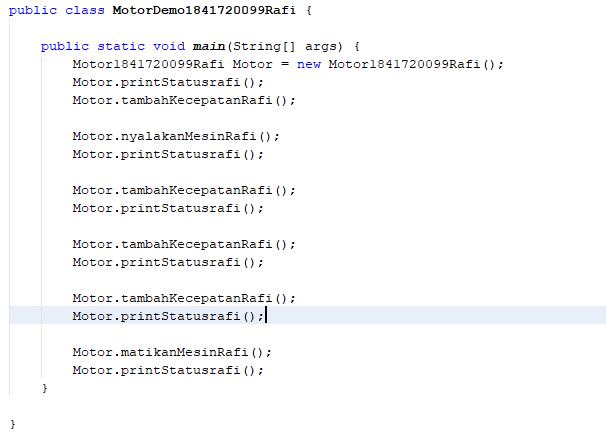 public class MotorDemo1841720099Rafi {
public static void main(String[] args) {
Motor1841720099Rafi Motor = new Motor1841720099Rafi();
Motor.printStatusrafi();
Motor.tambahKecepatanRafi();
Motor.nyalakanMesinRafi();
Motor.printStatusrafi();
Motor.tambahKecepatanRafi();
Motor.printStatusrafi();
Motor.tambahKecepatanRafi();
Motor.printStatusrafi();
Motor.tambahKecepatanRafi();
Motor.printStatusrafi();
Motor.matikanMesinRafi();
Motor.printStatusrafi();
}
}